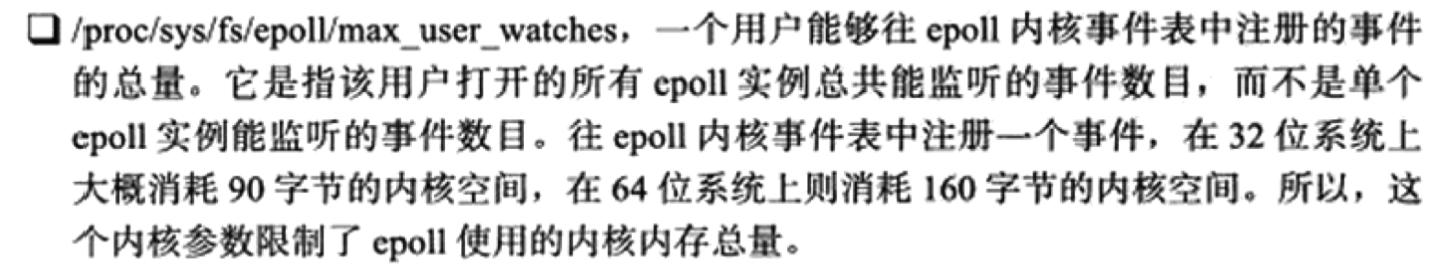 ❏ /proc/sys/fs/epoll/max_user_watches，一个用户能够往 epoll 内核事件表中注册的事件
的总量。它是指该用户打开的所有 epoll 实例总共能监听的事件数目，而不是单个
epoll 实例能监听的事件数目。往 epoll 内核事件表中注册一个事件，在 32 位系统上
大概消耗 90 字节的内核空间，在 64 位系统上则消耗 160 字节的内核空间。所以，这
个内核参数限制了 epoll 使用的内核内存总量。